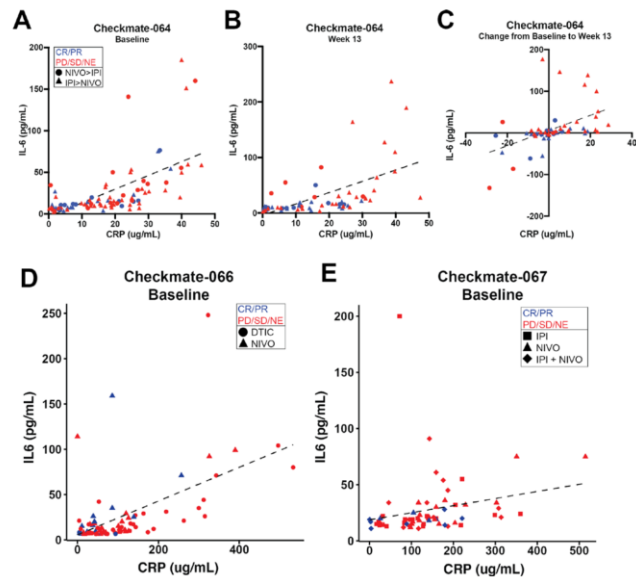 A
Checkmate-064
Baseline
CR/PR
PD/SD/NE
NIVO>IPI
IPI>NIVO
IL-6 (pg/mL)
200
150
100
50
0
0 10 20 30 40 50
CRP (ug/mL)
B
Checkmate-064
Week 13
IL-6 (pg/mL)
300
200
100
0
0 10 20 30 40 50
CRP (ug/mL)
C
Checkmate-064
Change from Baseline to Week 13
IL-6 (pg/mL)
200
100
-40 -20 20 40
-100
-200
CRP (ug/mL)
D
Checkmate-066
Baseline
CR/PR
PD/SD/NE
DTIC
NIVO
IL6 (pg/mL)
250
200
150
100
50
0
0 200 400
CRP (ug/mL)
E
Checkmate-067
Baseline
CR/PR
PD/SD/NE
IPI
NIVO
IPI + NIVO
IL6 (pg/mL)
200
150
100
50
0
0 100 200 300 400 500
CRP (ug/mL)